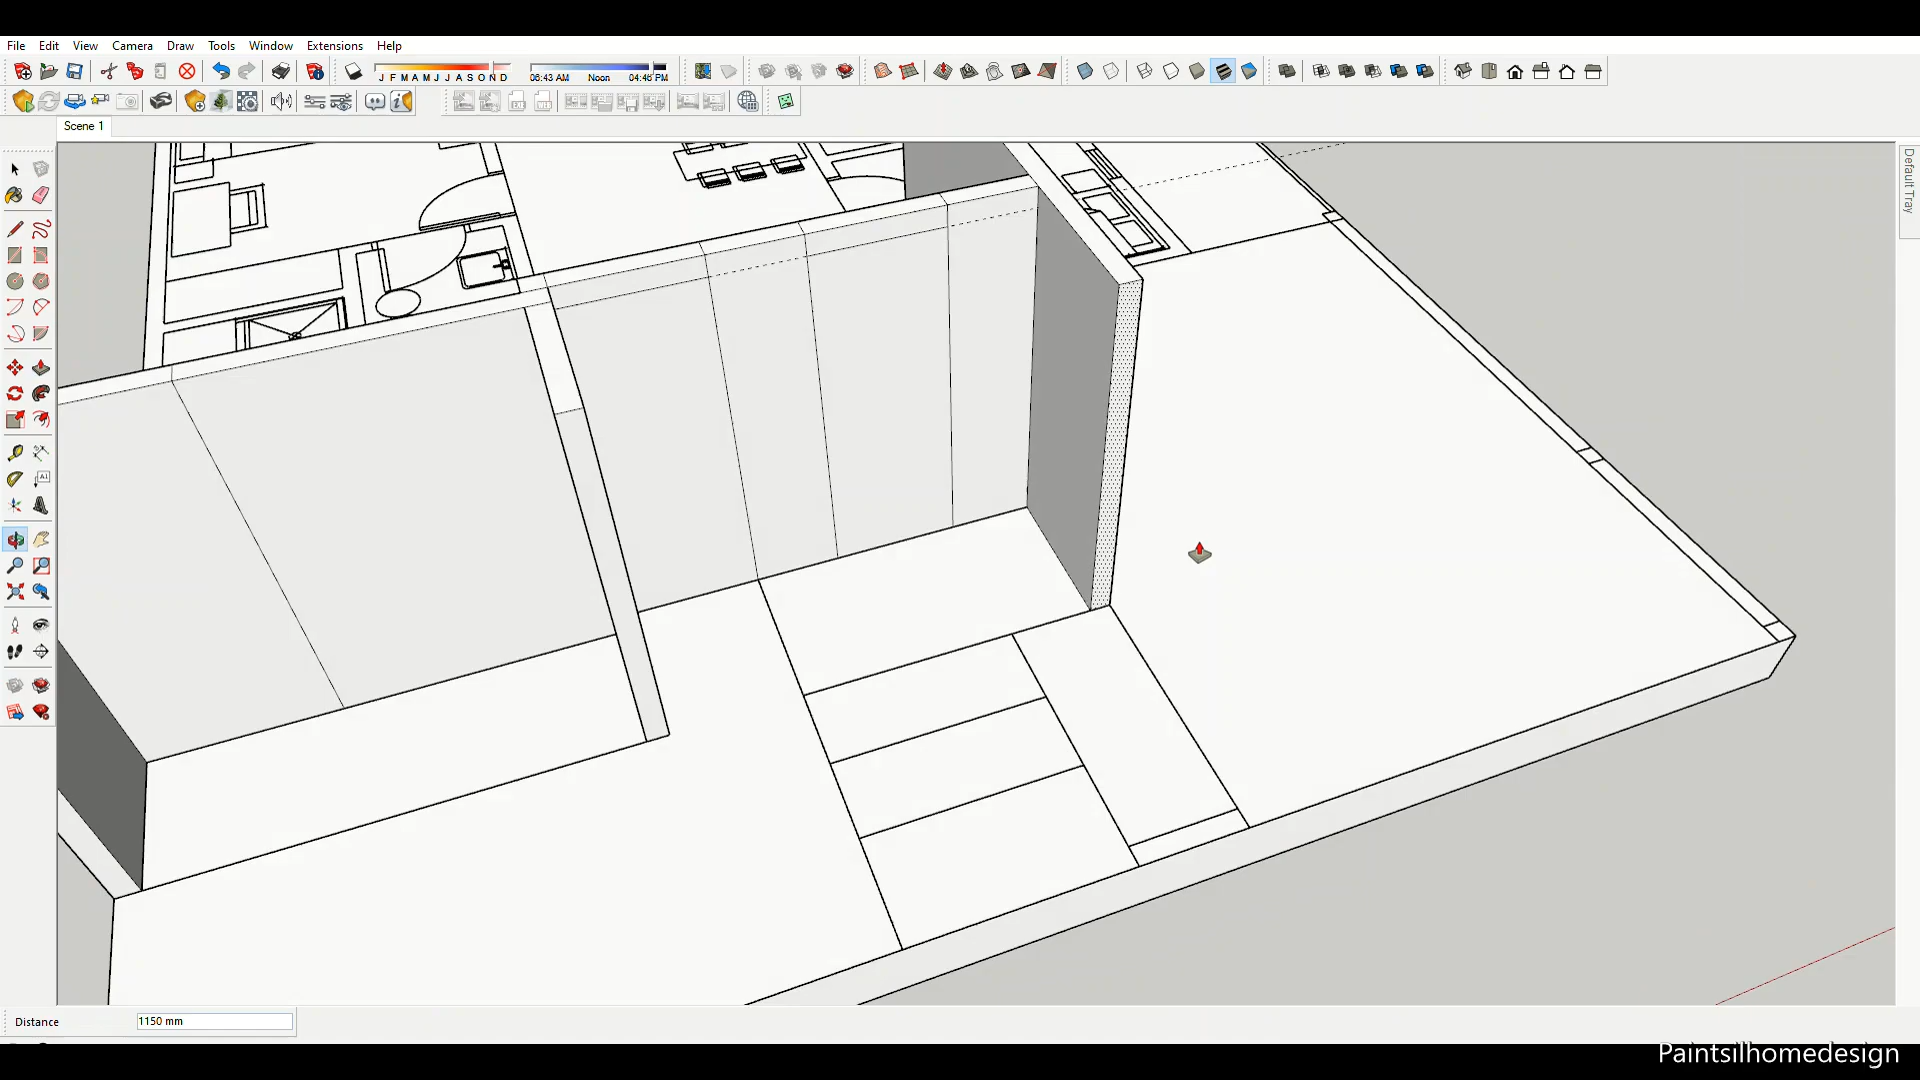 File Edit View Camera Draw Tools Window Extensions Help
J F M A M J J A S O N D 06:43 AM Noon 04:46 PM
Scene 1
Default Tray
A1
Distance 1150 mm
Paintsilhomedesign